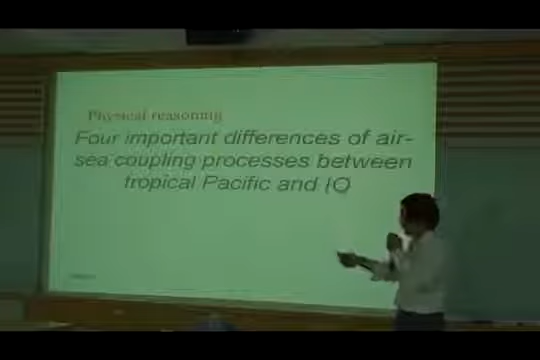 Physical reasoning
Four important differences of air-
sea coupling processes between
tropical Pacific and IO